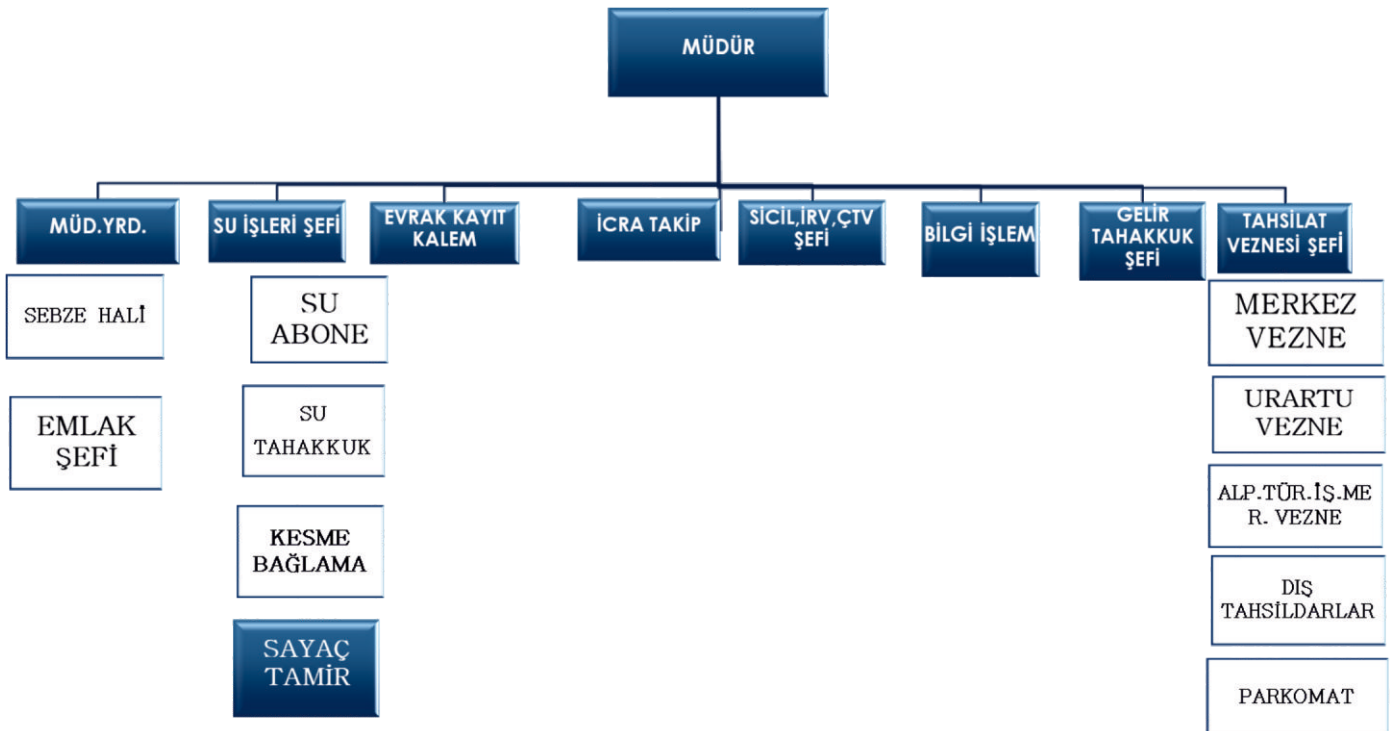 MÜDÜR
MÜD.YRD.
SU İŞLERİ ŞEFİ
EVRAK KAYIT
KALEM
İCRA TAKİP
SİCİL,İRV,ÇTV
ŞEFİ
BİLGİ İŞLEM
GELİR
TAHAKKUK
ŞEFİ
TAHSİLAT
VEZNESİ ŞEFİ
SEBZE HALİ
EMLAK
ŞEFİ
SU
ABONE
SU
TAHAKKUK
KESME
BAĞLAMA
SAYAÇ
TAMİR
MERKEZ
VEZNE
URARTU
VEZNE
ALP.TÜR.İŞ.ME
R. VEZNE
DIŞ
TAHSİLDARLAR
PARKOMAT